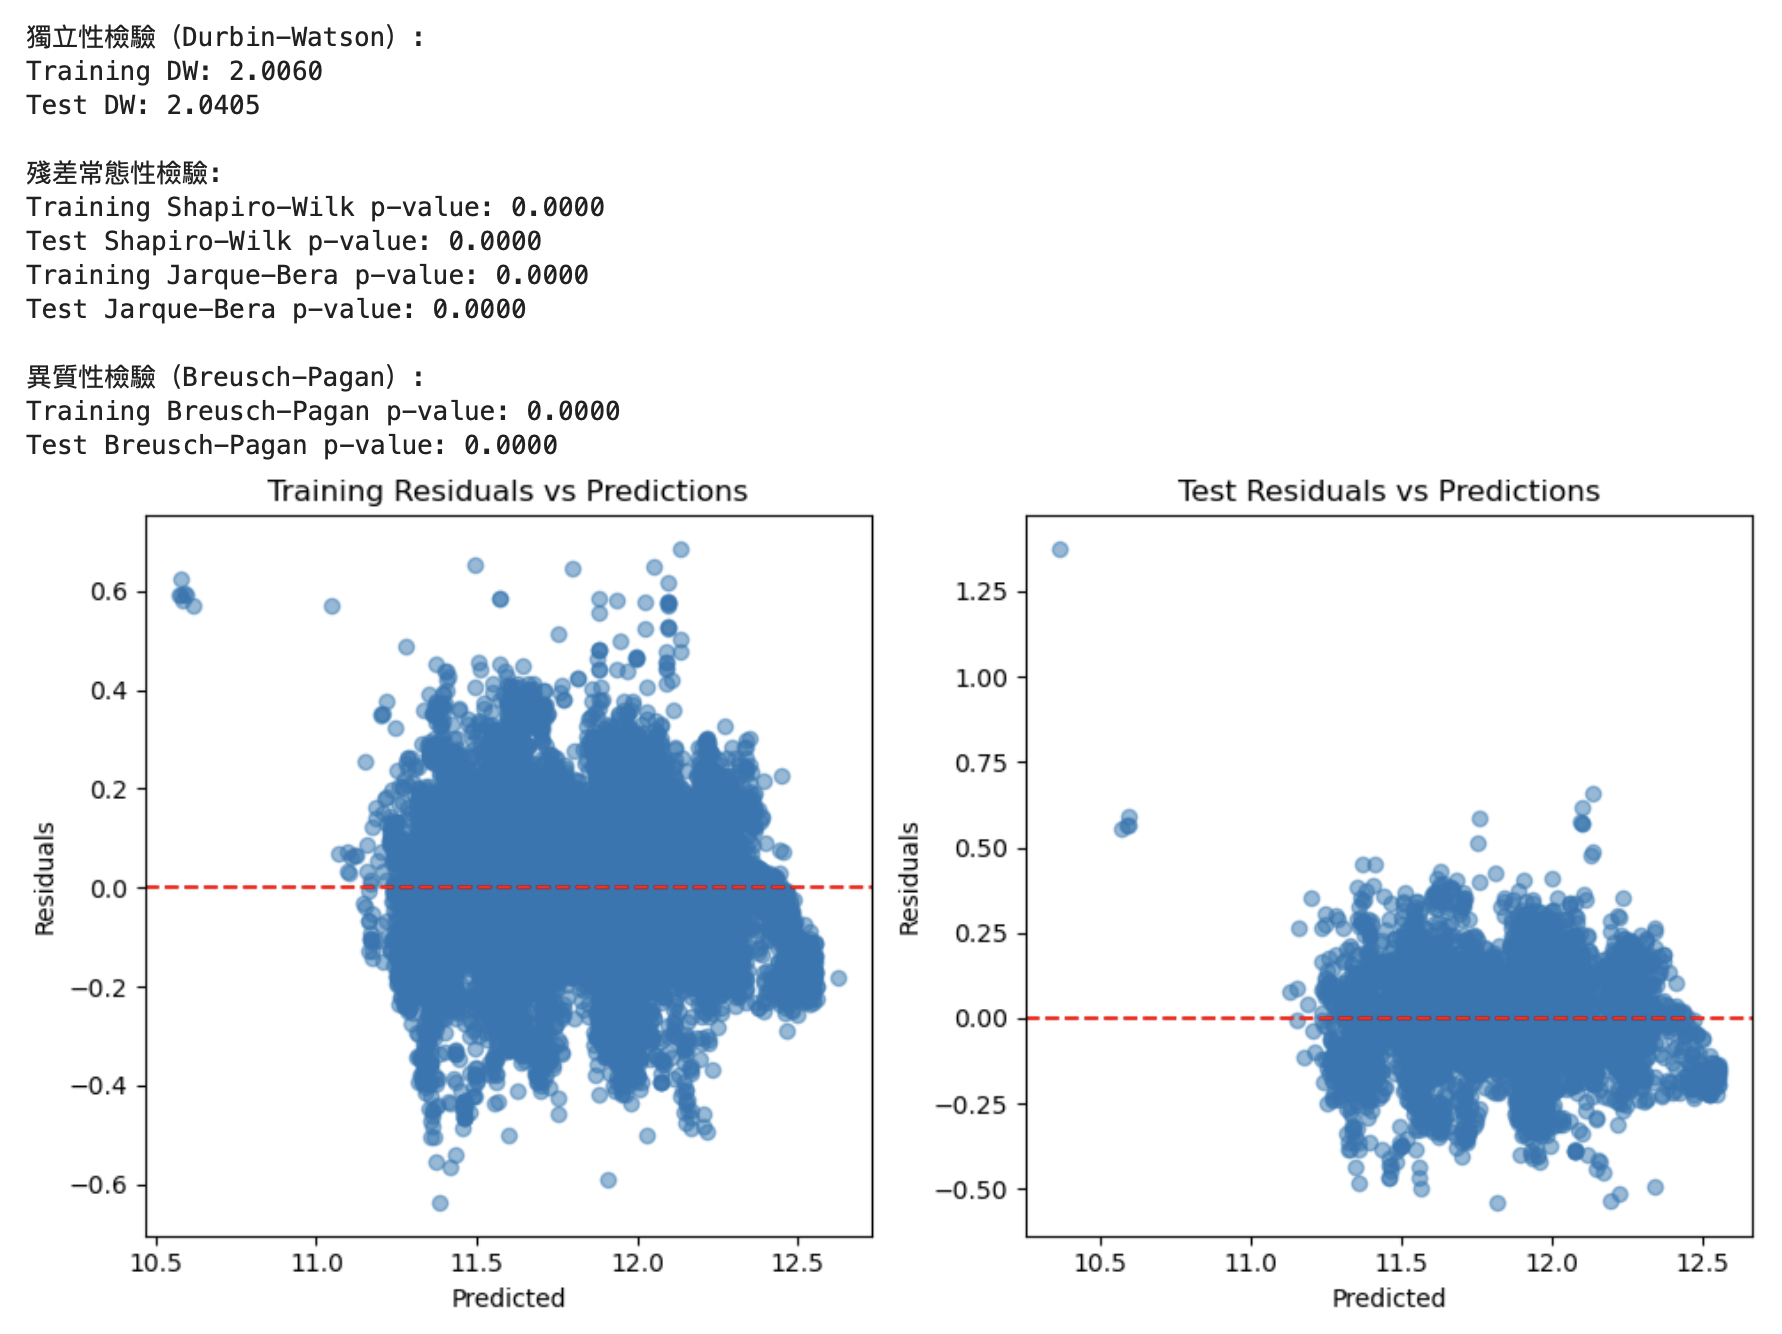 獨立性檢驗（Durbin-Watson）:
Training DW: 2.0060
Test DW: 2.0405
殘差常態性檢驗:
Training Shapiro-Wilk p-value: 0.0000
Test Shapiro-Wilk p-value: 0.0000
Training Jarque-Bera p-value: 0.0000
Test Jarque-Bera p-value: 0.0000
異質性檢驗（Breusch-Pagan）:
Training Breusch-Pagan p-value: 0.0000
Test Breusch-Pagan p-value: 0.0000
Training Residuals vs Predictions
0.6
0.4
0.2
0.0
−0.2
−0.4
−0.6
Residuals
10.5 11.0 11.5 12.0 12.5
Predicted
Test Residuals vs Predictions
1.25
1.00
0.75
0.50
0.25
0.00
−0.25
−0.50
Residuals
10.5 11.0 11.5 12.0 12.5
Predicted